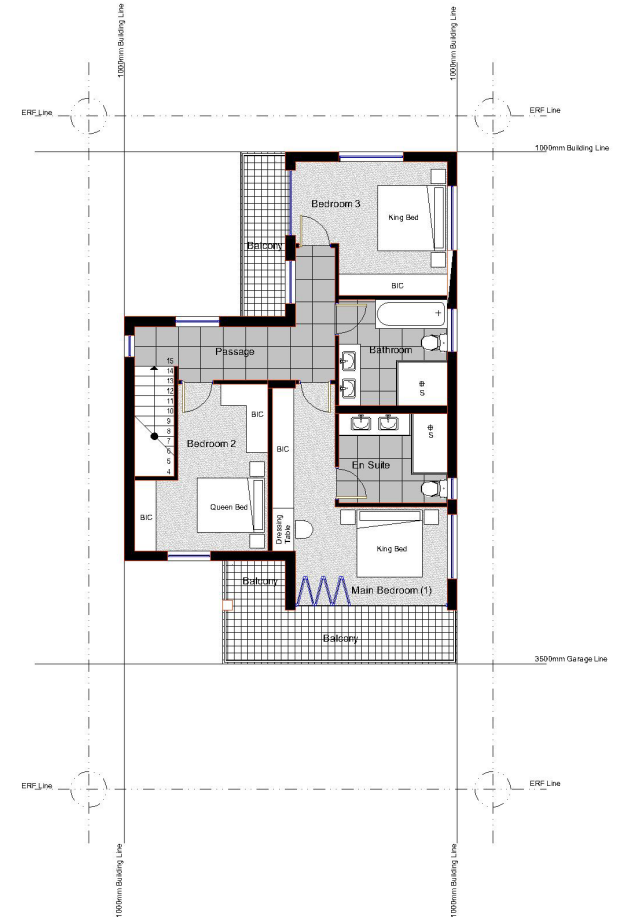 1000mm Building Line
1000mm Building Line
ERF Line
ERF Line
1000mm Building Line
Bedroom 3
King Bed
Balcony
BIC
Bathroom
Passage
15
14
13
12
11
10
9
8
7
6
5
4
S
BIC
Bedroom 2
BIC
En Suite
S
Queen Bed
BIC
Dressing
Table
King Bed
Balcony
Main Bedroom (1)
Balcony
3500mm Garage Line
ERF Line
ERF Line
1000mm Building Line
1000mm Building Line